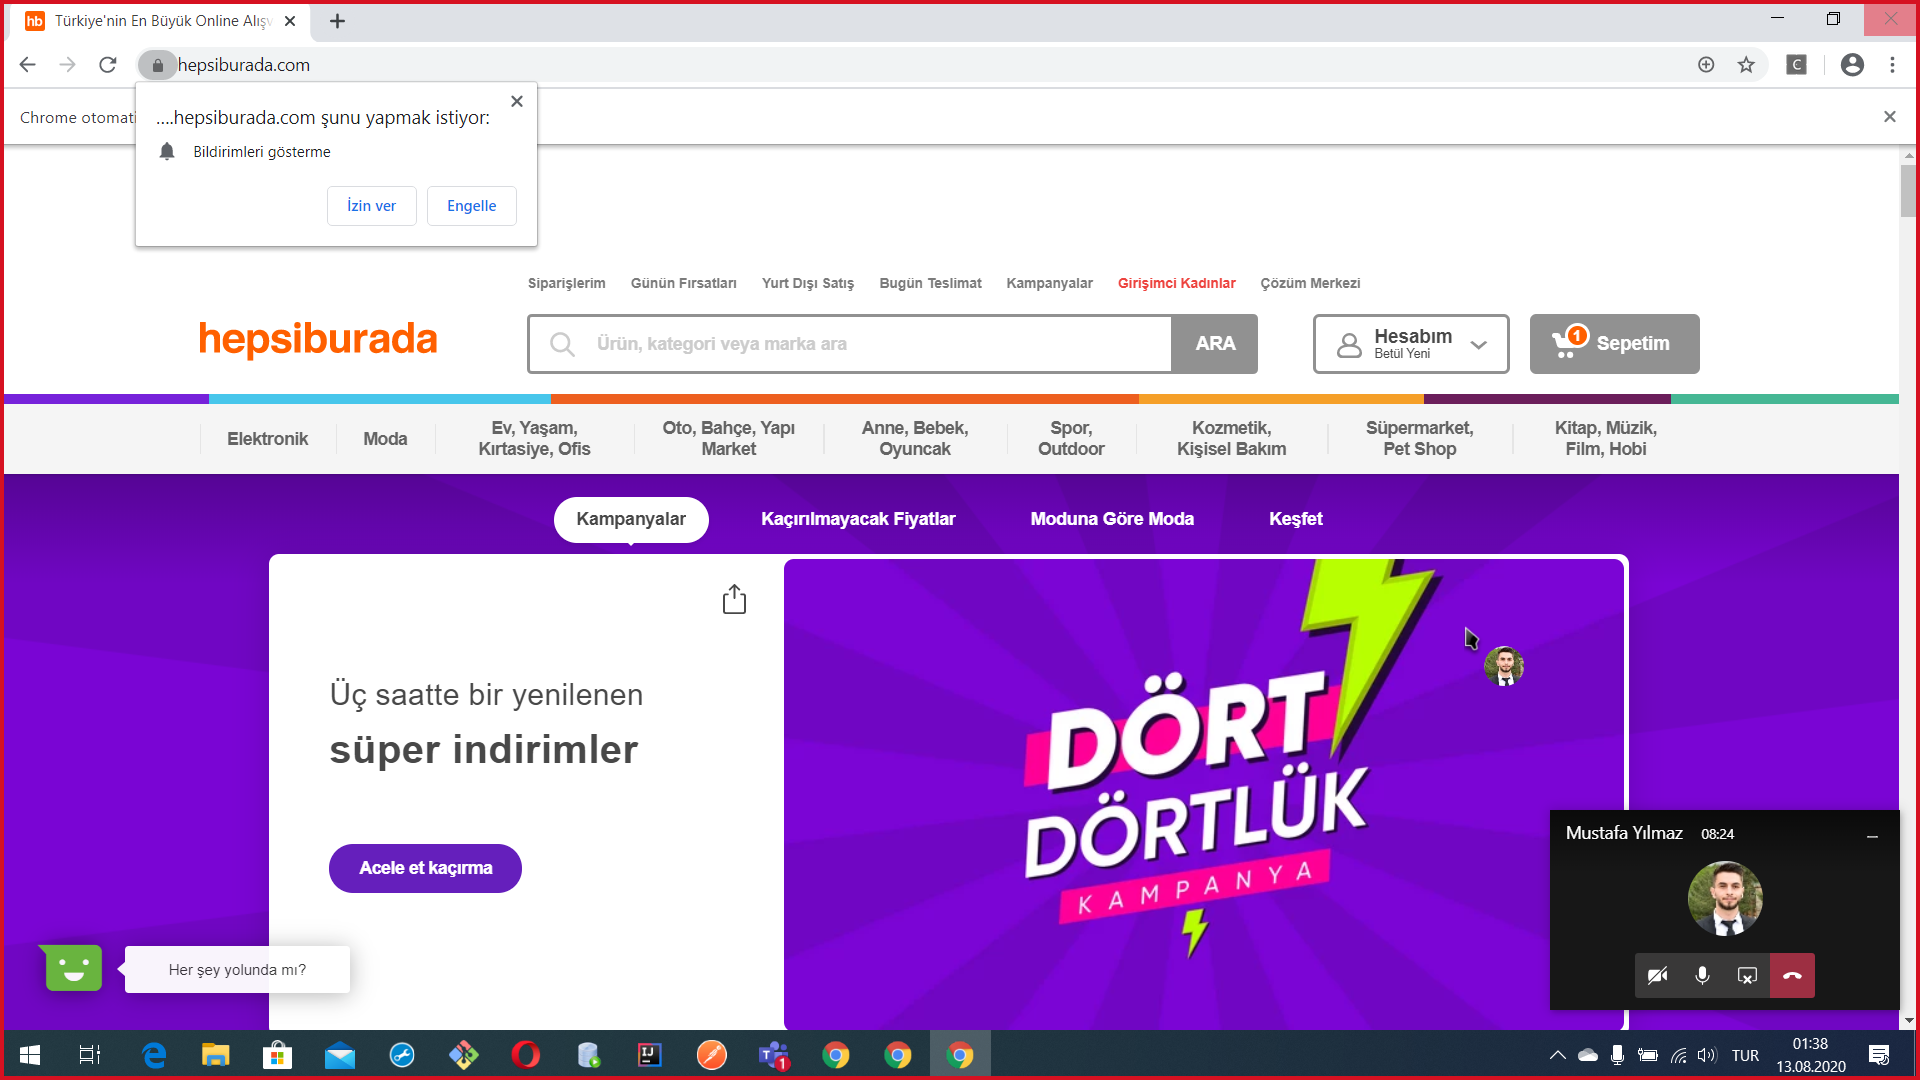 hb Türkiye'nin En Büyük Online Alışv
hepsiburada.com
C
Chrome otomati
....hepsiburada.com şunu yapmak istiyor:
Bildirimleri gösterme
İzin ver
Engelle
Siparişlerim Günün Fırsatları Yurt Dışı Satış Bugün Teslimat Kampanyalar Girişimci Kadınlar Çözüm Merkezi
hepsiburada
Ürün, kategori veya marka ara
ARA
Hesabım
Betül Yeni
1
Sepetim
Elektronik
Moda
Ev, Yaşam,
Kırtasiye, Ofis
Oto, Bahçe, Yapı
Market
Anne, Bebek,
Oyuncak
Spor,
Outdoor
Kozmetik,
Kişisel Bakım
Süpermarket,
Pet Shop
Kitap, Müzik,
Film, Hobi
Kampanyalar Kaçırılmayacak Fiyatlar Moduna Göre Moda Keşfet
Üç saatte bir yenilenen
süper indirimler
Acele et kaçırma
DÖRT
DÖRTLÜK
KAMPANYA
Mustafa Yılmaz 08:24
Her şey yolunda mı?
IJ
T
1
TUR
01:38
13.08.2020